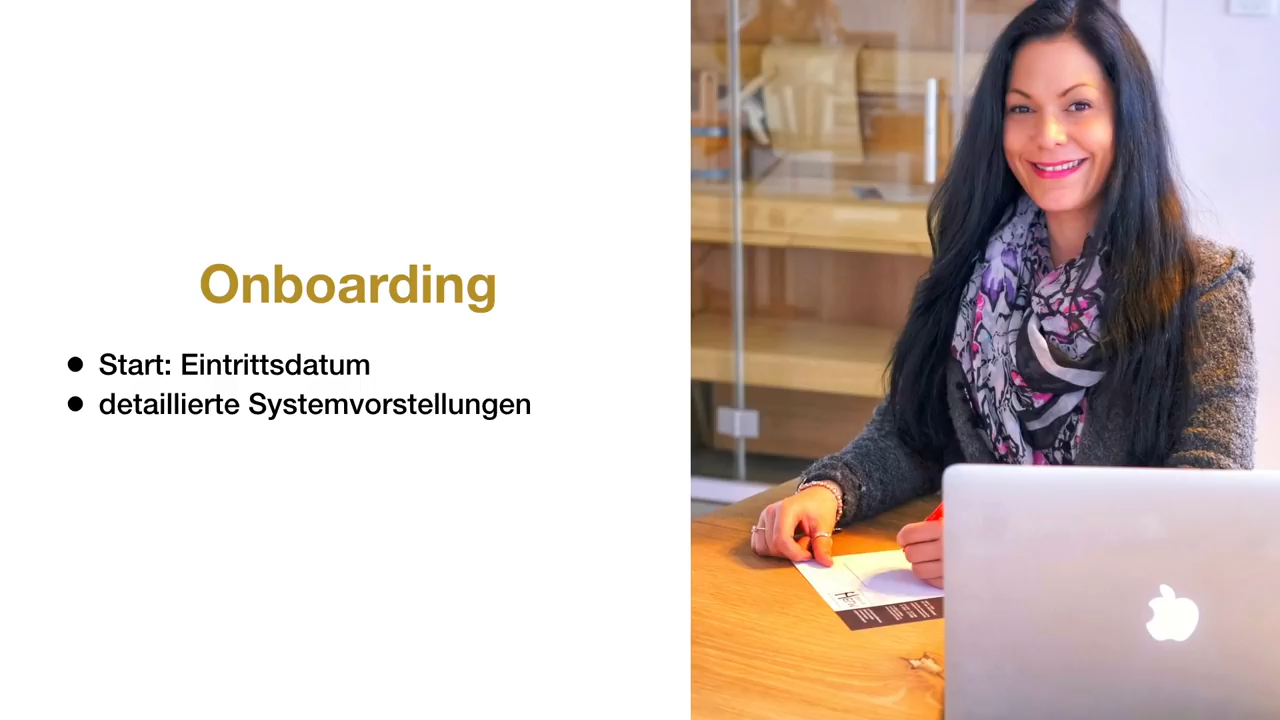 Onboarding
● Start: Eintrittsdatum
● detaillierte Systemvorstellungen